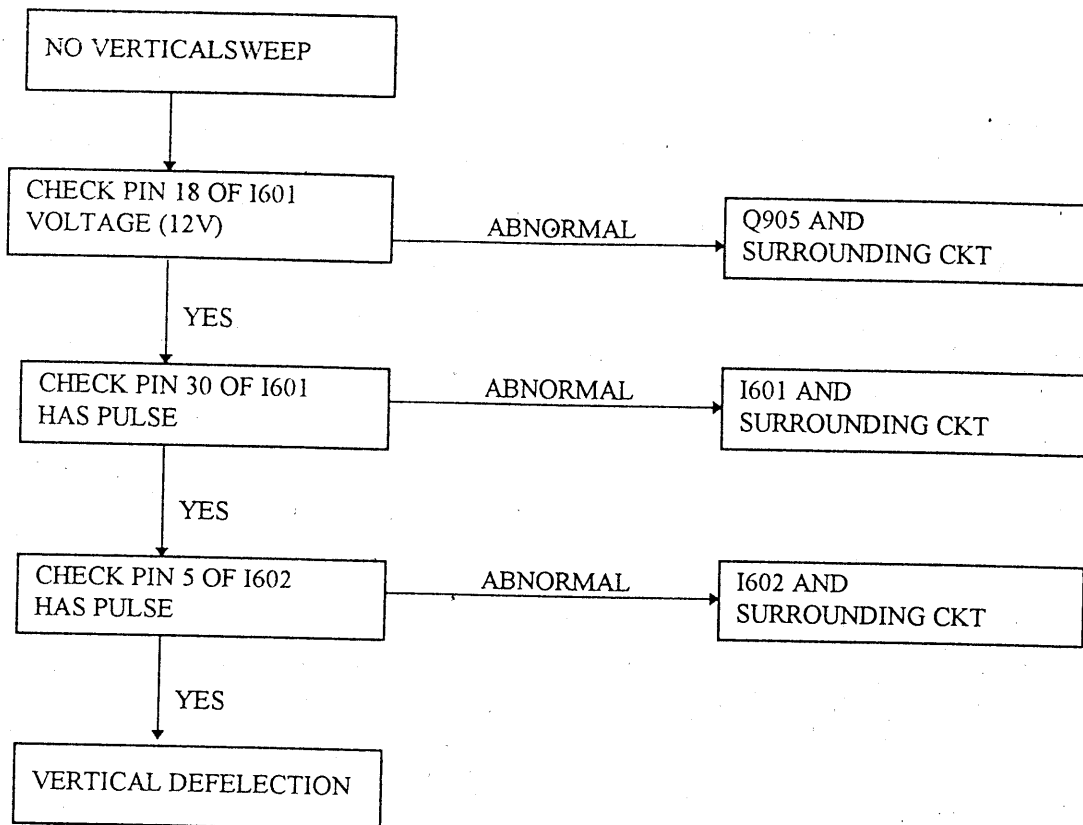 NO VERTICALSWEEP
CHECK PIN 18 OF I601
VOLTAGE (12V)
ABNORMAL
Q905 AND
SURROUNDING CKT
YES
CHECK PIN 30 OF I601
HAS PULSE
ABNORMAL
I601 AND
SURROUNDING CKT
YES
CHECK PIN 5 OF I602
HAS PULSE
ABNORMAL
I602 AND
SURROUNDING CKT
YES
VERTICAL DEFELECTION